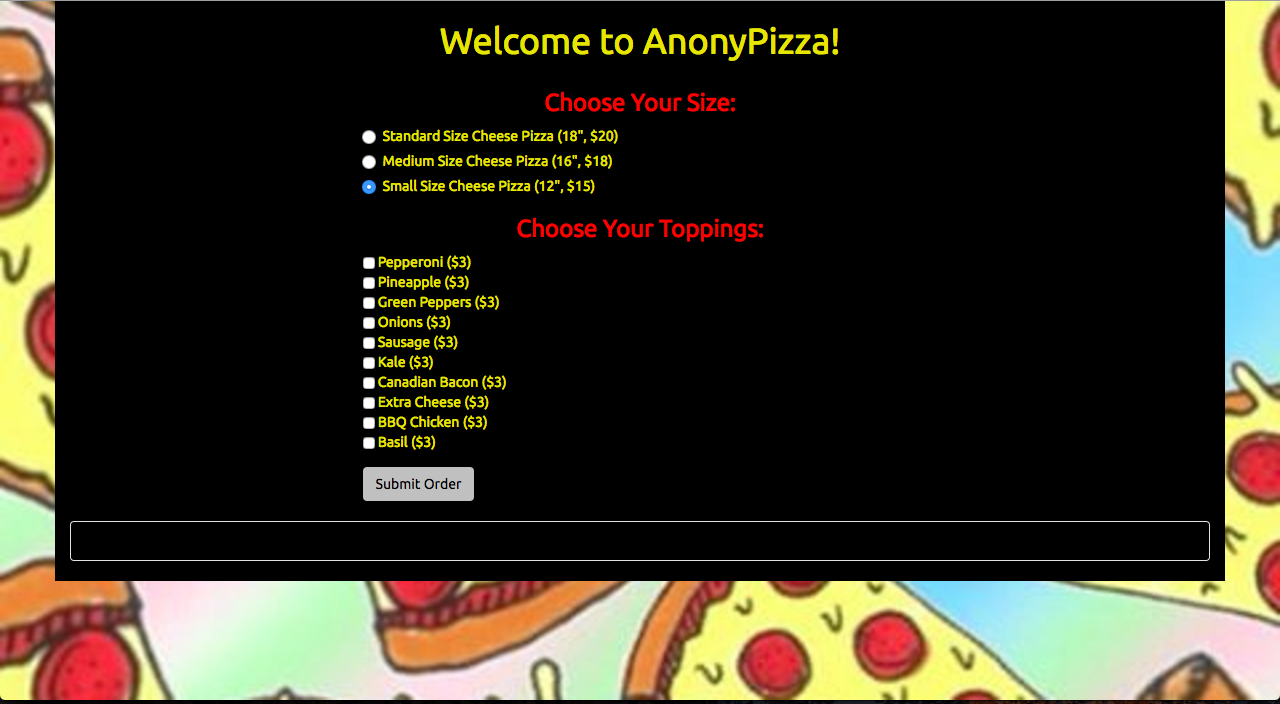 Welcome to AnonyPizza!
Choose Your Size:
Standard Size Cheese Pizza (18", $20)
Medium Size Cheese Pizza (16", $18)
Small Size Cheese Pizza (12", $15)
Choose Your Toppings:
Pepperoni ($3)
Pineapple ($3)
Green Peppers ($3)
Onions ($3)
Sausage ($3)
Kale ($3)
Canadian Bacon ($3)
Extra Cheese ($3)
BBQ Chicken ($3)
Basil ($3)
Submit Order